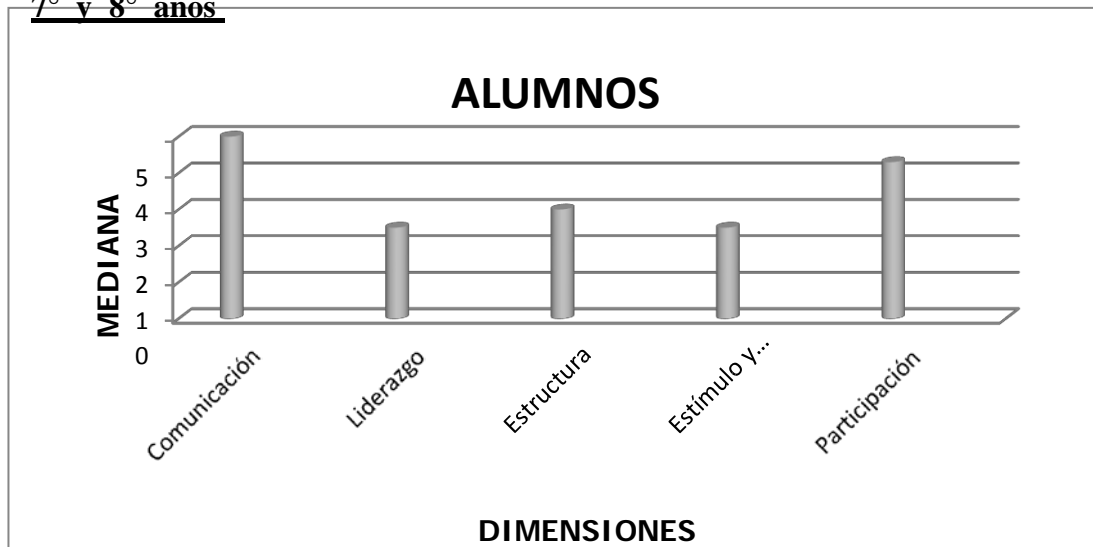 7° y 8° años
ALUMNOS
MEDIANA
5
4
3
2
1
0
Comunicación
Liderazgo
Estructura
Estímulo y...
Participación
DIMENSIONES